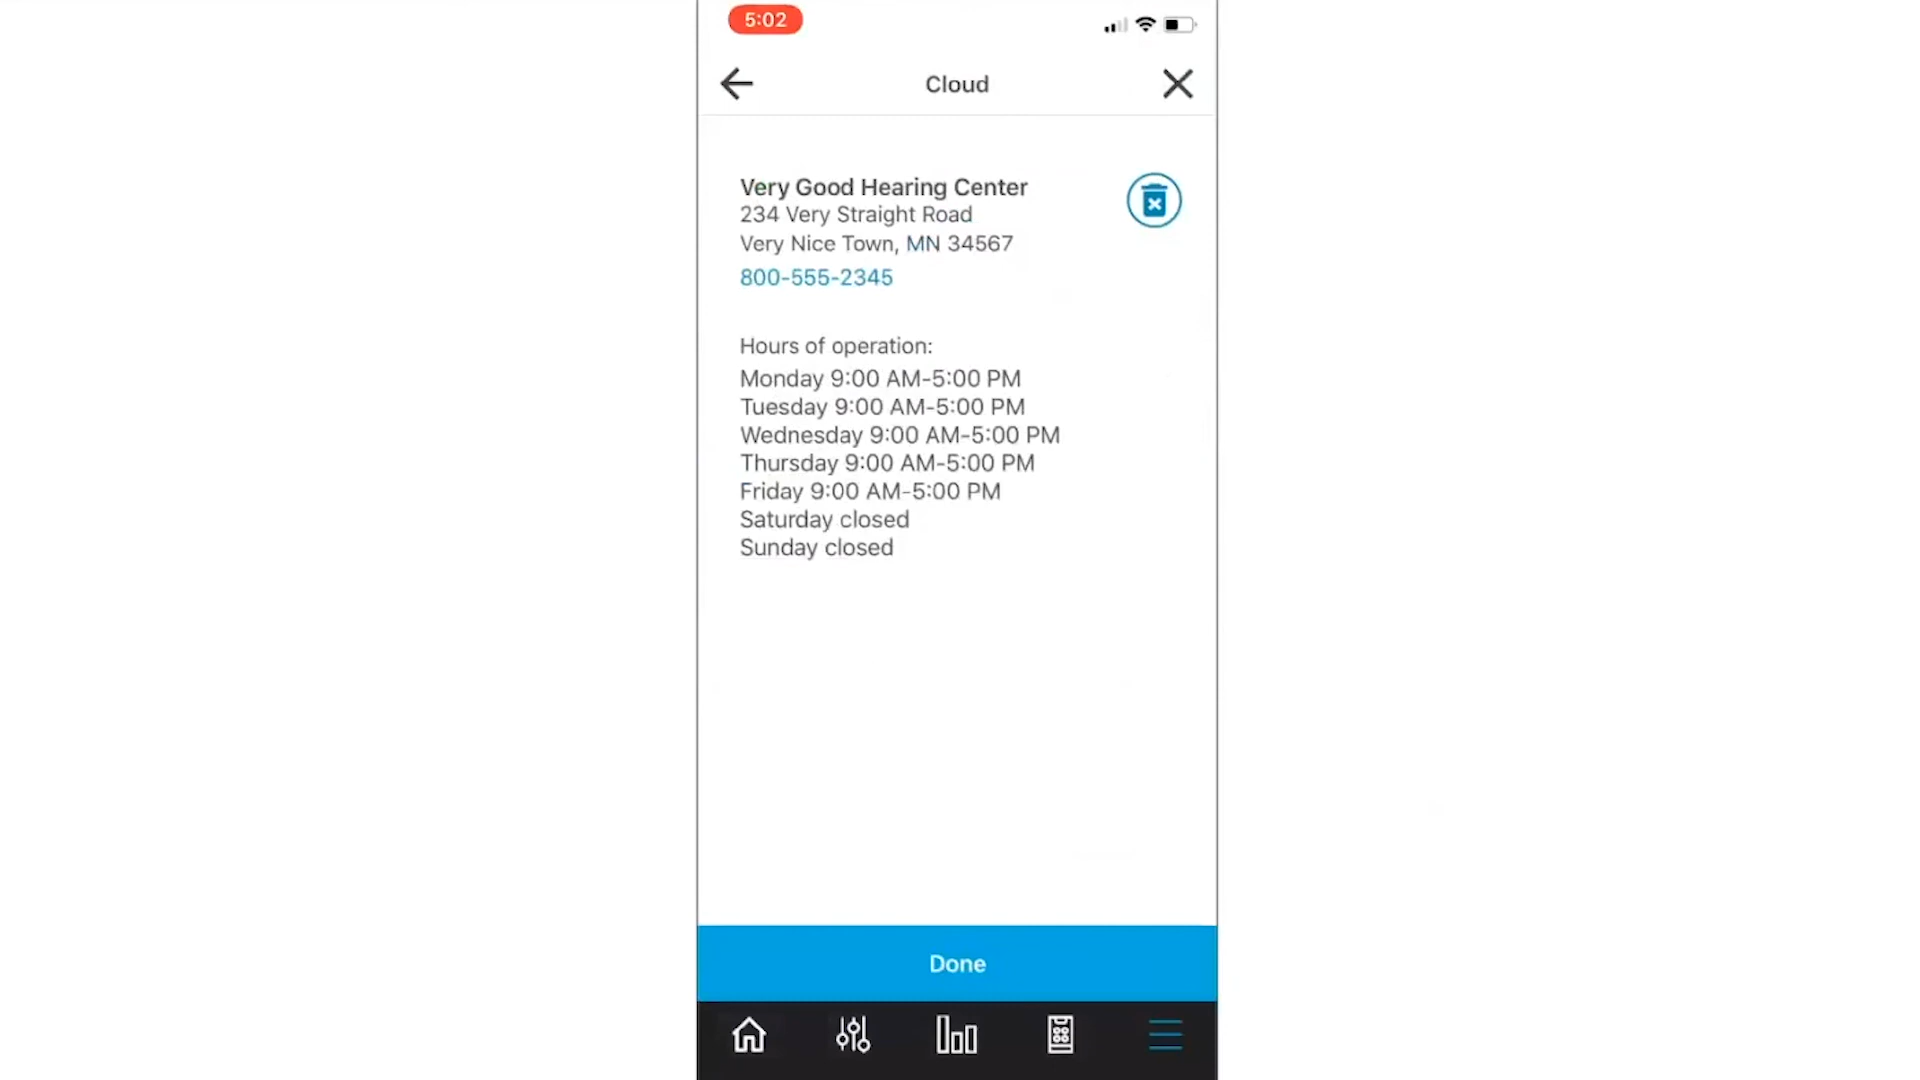 5:02
Cloud
Very Good Hearing Center
234 Very Straight Road
Very Nice Town, MN 34567
800-555-2345
Hours of operation:
Monday 9:00 AM-5:00 PM
Tuesday 9:00 AM-5:00 PM
Wednesday 9:00 AM-5:00 PM
Thursday 9:00 AM-5:00 PM
Friday 9:00 AM-5:00 PM
Saturday closed
Sunday closed
Done